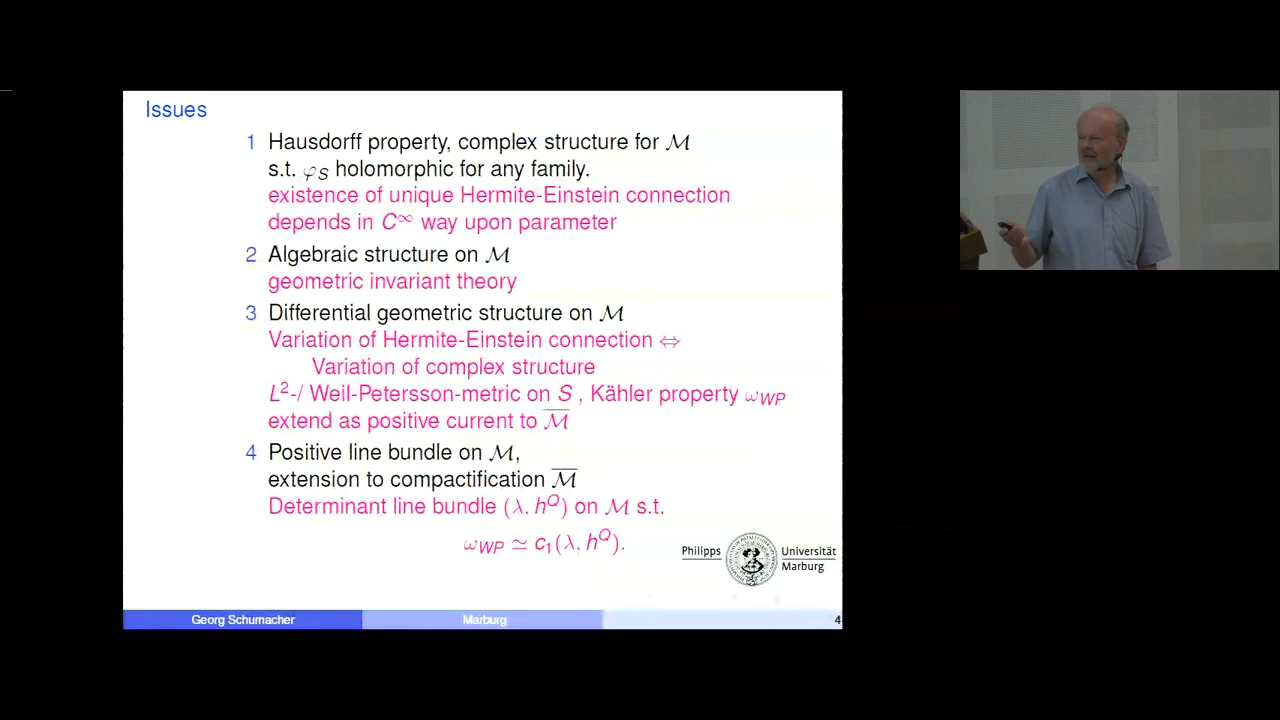 Issues
1 Hausdorff property, complex structure for ℳ
s.t. φ_S holomorphic for any family.
existence of unique Hermite-Einstein connection
depends in C^∞ way upon parameter
2 Algebraic structure on ℳ
geometric invariant theory
3 Differential geometric structure on ℳ
Variation of Hermite-Einstein connection ⇔
Variation of complex structure
L²-/ Weil-Petersson-metric on S , Kähler property ω_WP
extend as positive current to ℳ̅
4 Positive line bundle on ℳ,
extension to compactification ℳ̅
Determinant line bundle (λ, h^Q) on ℳ s.t.
ω_WP ≃ c₁(λ, h^Q).
Philipps Universität
Marburg
Georg Schumacher Marburg 4